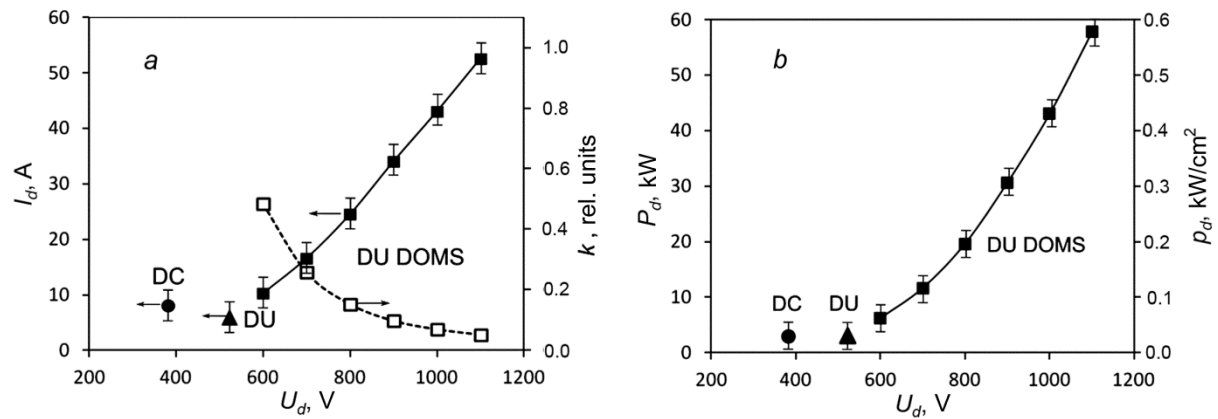 a
60
50
40
30
20
10
0
I_d, A
1.0
0.8
0.6
0.4
0.2
0.0
k , rel. units
DU DOMS
DC
DU
200 400 600 800 1000 1200
U_d, V
b
60
50
40
30
20
10
0
P_d, kW
0.6
0.5
0.4
0.3
0.2
0.1
0.0
p_d, kW/cm²
DU DOMS
DC DU
200 400 600 800 1000 1200
U_d, V